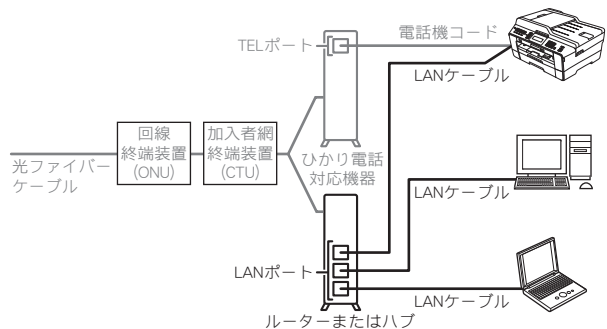 TELポート
電話機コード
LANケーブル
回線
終端装置
(ONU)
加入者網
終端装置
(CTU)
ひかり電話
対応機器
光ファイバー
ケーブル
LANケーブル
LANポート
LANケーブル
ルーターまたはハブ